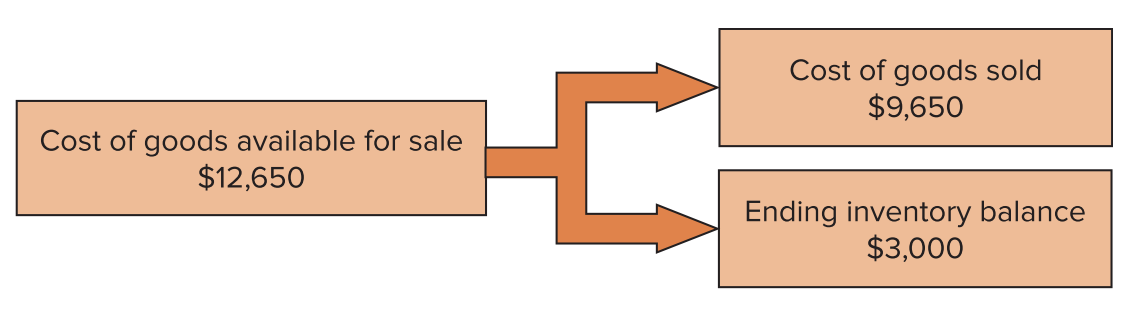 Cost of goods available for sale
$12,650
Cost of goods sold
$9,650
Ending inventory balance
$3,000